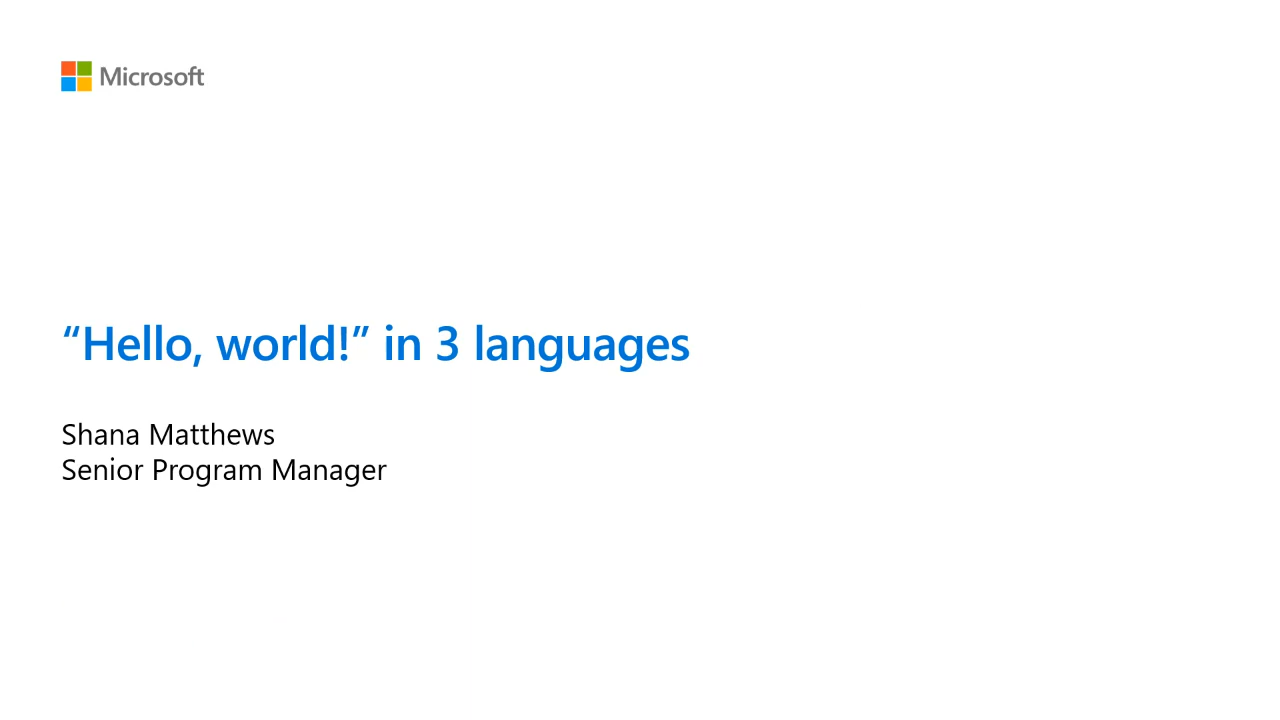 Microsoft
“Hello, world!” in 3 languages
Shana Matthews
Senior Program Manager